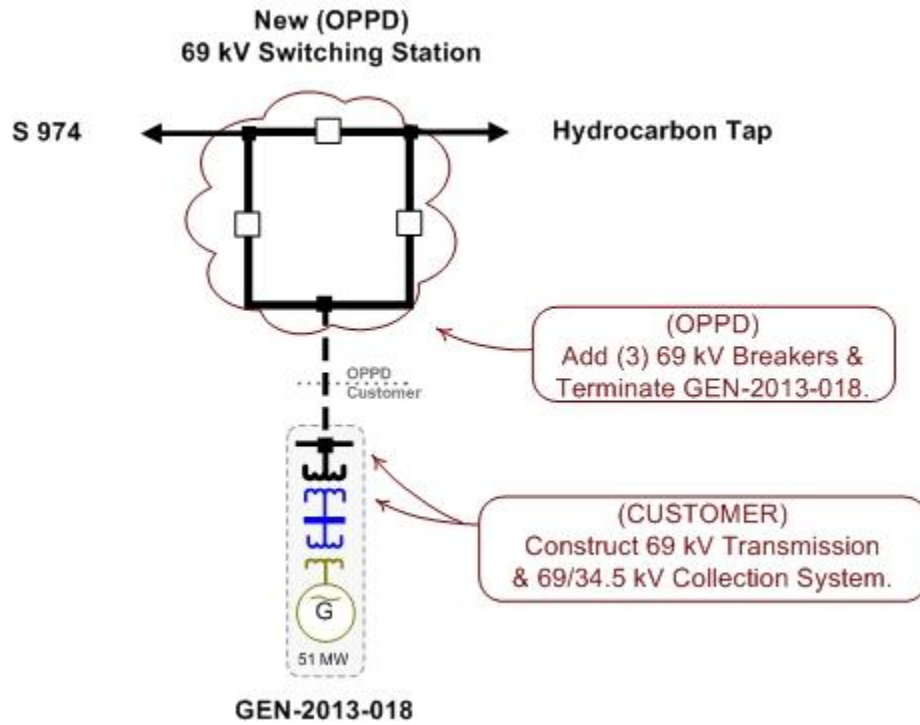 New (OPPD)
69 kV Switching Station
S 974
Hydrocarbon Tap
(OPPD)
Add (3) 69 kV Breakers &
Terminate GEN-2013-018.
OPPD
Customer
(CUSTOMER)
Construct 69 kV Transmission
& 69/34.5 kV Collection System.
G
51 MW
GEN-2013-018